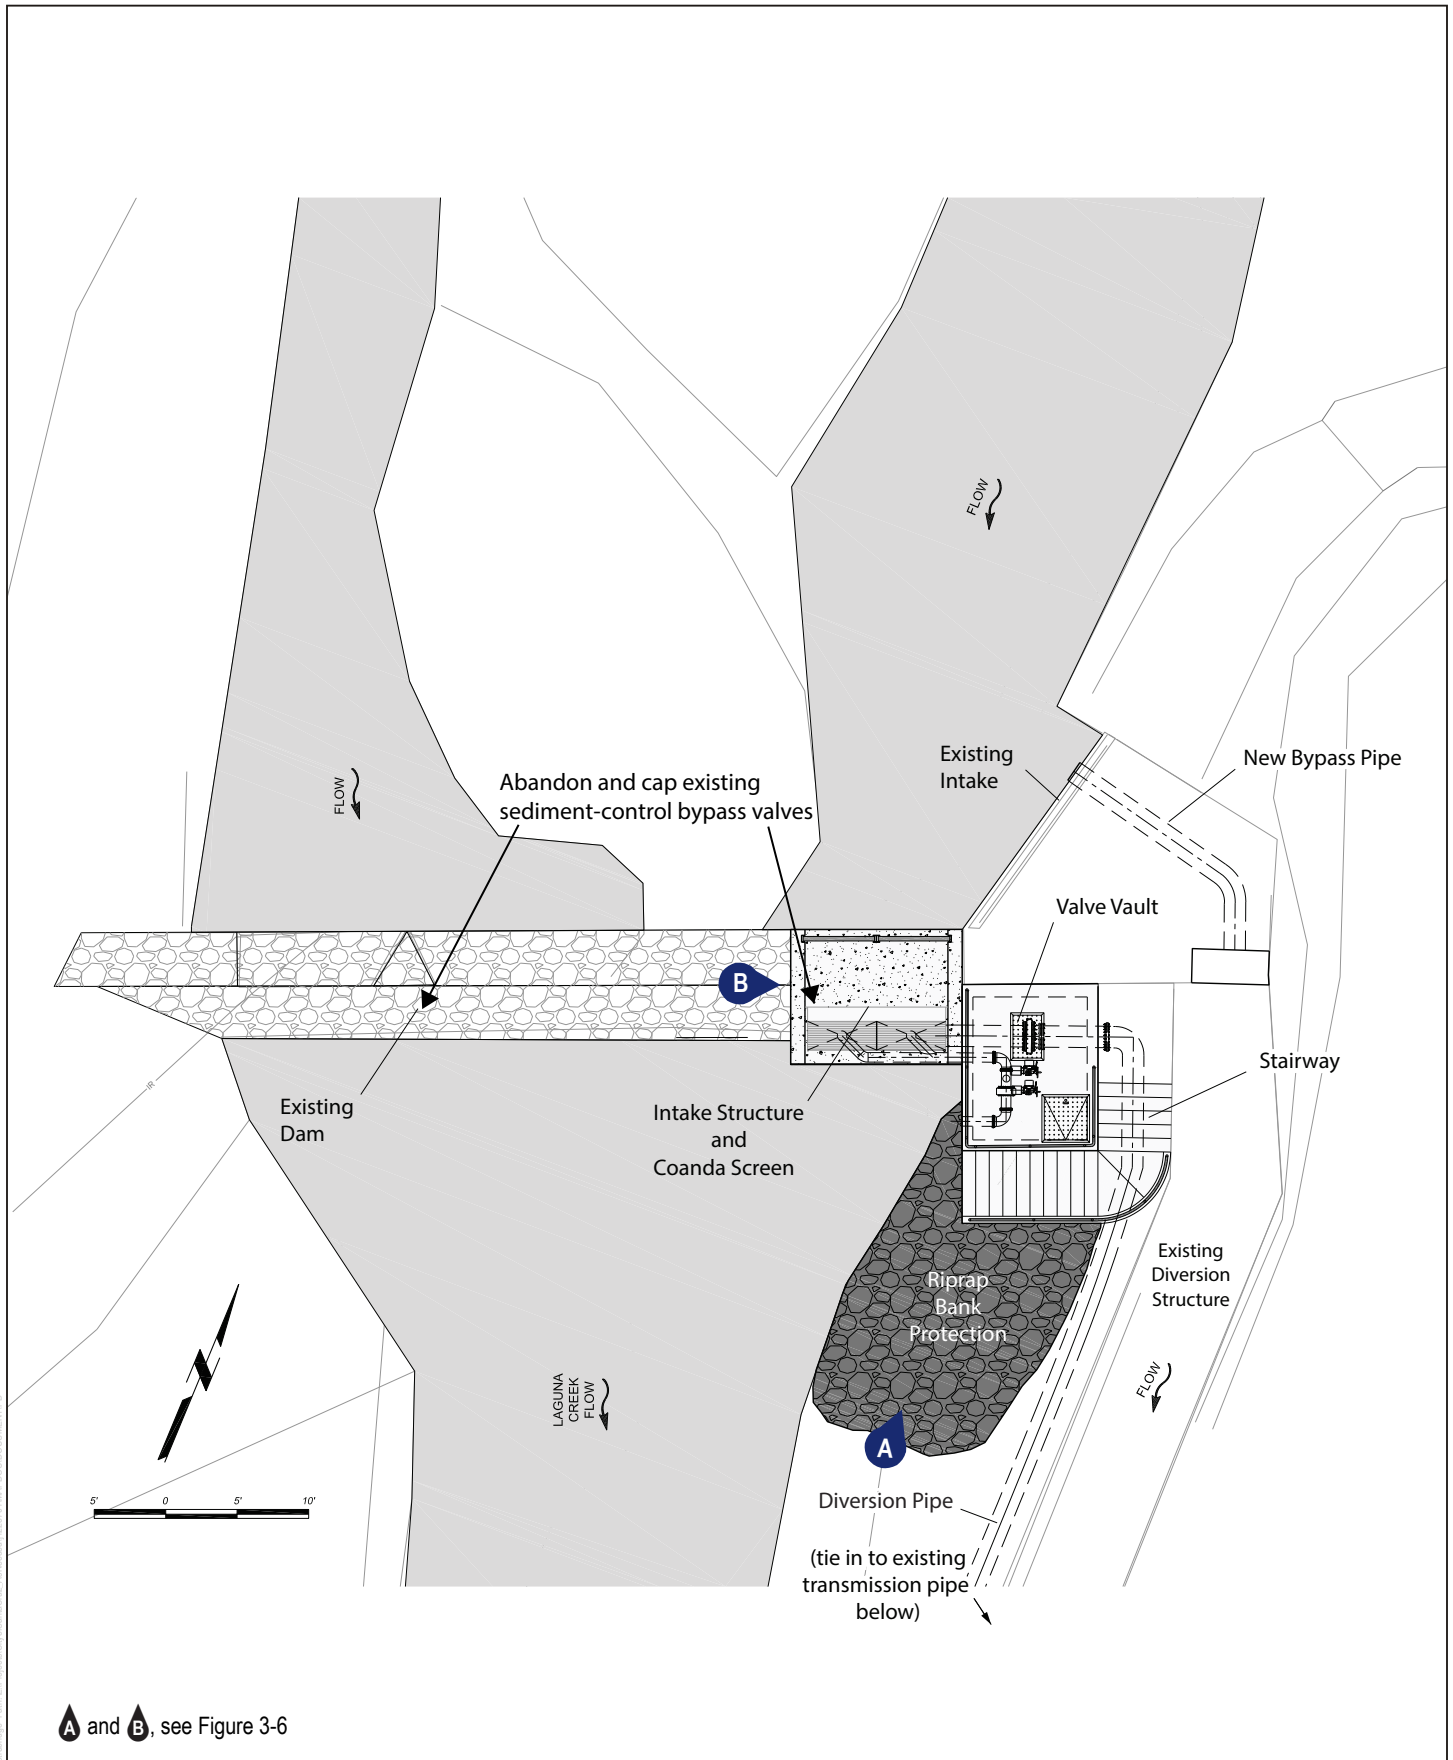 FLOW
Existing
Intake
New Bypass Pipe
Abandon and cap existing
sediment-control bypass valves
FLOW
Valve Vault
B
Stairway
IR
Existing
Dam
Intake Structure
and
Coanda Screen
Existing
Diversion
Structure
Riprap
Bank
Protection
FLOW
LAGUNA
CREEK
FLOW
A
5'
0
5'
10'
Diversion Pipe
(tie in to existing
transmission pipe
below)
A and B, see Figure 3-6